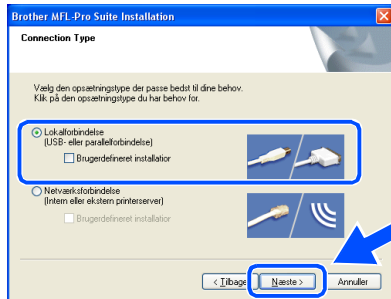 Brother MFL-Pro Suite Installation
Connection Type
Vælg den opsætningstype der passe bedst til dine behov.
Klik på den opsætningstype du har behov for.
Lokalforbindelse
(USB- eller parallelforbindelse)
Brugerdefineret installatior
Netværksforbindelse
(Intern eller ekstern printerserver)
Brugerdefineret installatior
< Tilbage
Næste >
Annuller